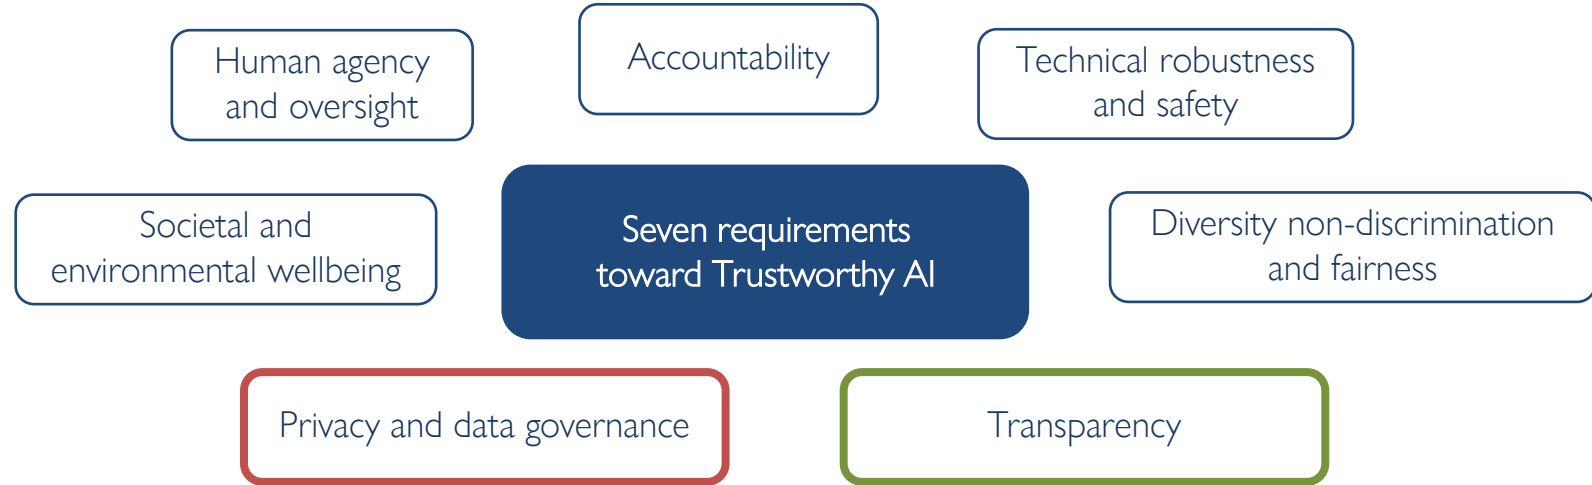 Human agency
and oversight
Accountability
Technical robustness
and safety
Societal and
environmental wellbeing
Seven requirements
toward Trustworthy AI
Diversity non-discrimination
and fairness
Privacy and data governance
Transparency